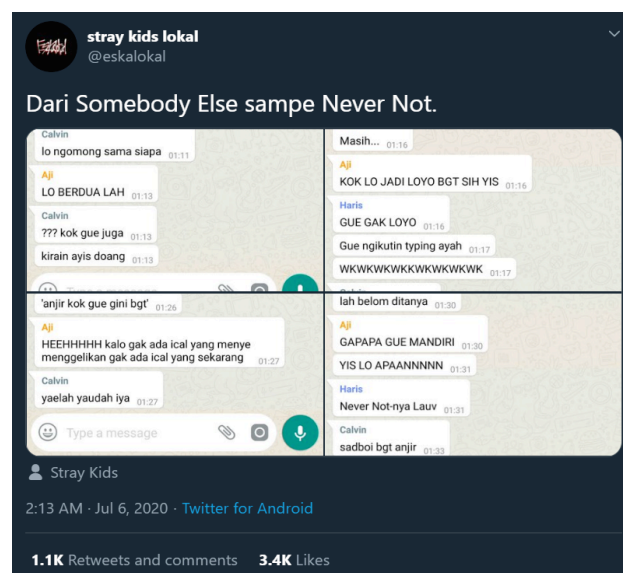 stray kids lokal
@eskalokal
Dari Somebody Else sampe Never Not.
Calvin
lo ngomong sama siapa 01:11
Aji
LO BERDUA LAH 01:13
Calvin
??? kok gue juga 01:13
kirain ayis doang 01:13
Masih... 01:16
Aji
KOK LO JADI LOYO BGT SIH YIS 01:16
Haris
GUE GAK LOYO 01:16
Gue ngikutin typing ayah 01:17
WKWKWKWKKWKWKWKWK 01:17
'anjir kok gue gini bgt' 01:26
Aji
HEEHHHHH kalo gak ada ical yang menye
menggelikan gak ada ical yang sekarang 01:27
Calvin
yaelah yaudah iya 01:27
Type a message
lah belom ditanya 01:30
Aji
GAPAPA GUE MANDIRI 01:30
YIS LO APAANNNNN 01:31
Haris
Never Not-nya Lauv 01:31
Calvin
sadboi bgt anjir 01:33
Stray Kids
2:13 AM · Jul 6, 2020 · Twitter for Android
1.1K Retweets and comments 3.4K Likes